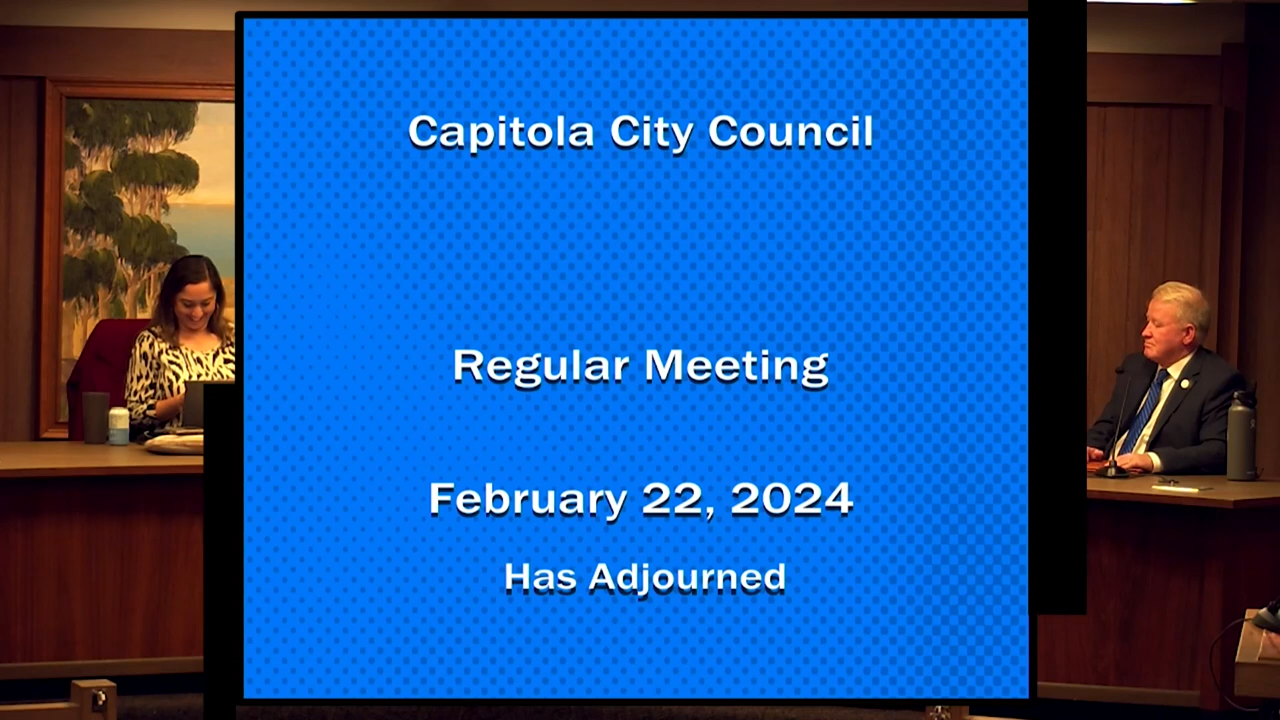 Capitola City Council
Regular Meeting
February 22, 2024
Has Adjourned